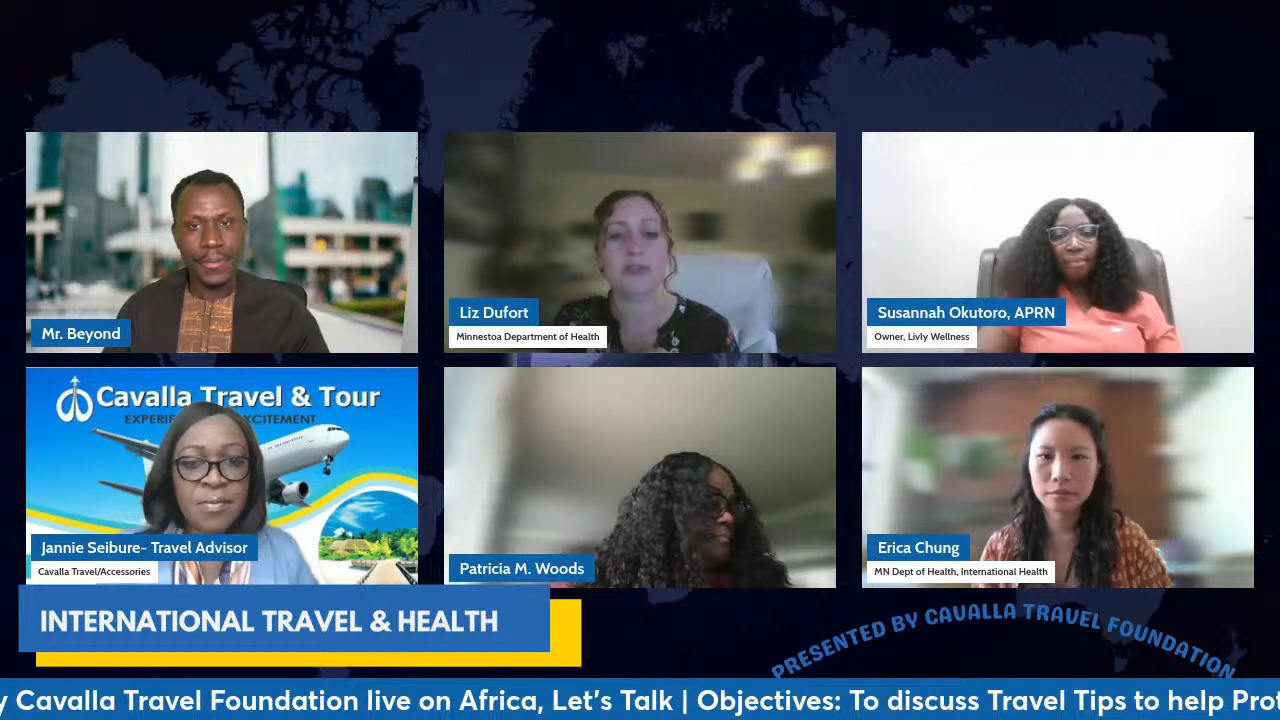 Mr. Beyond
Liz Dufort
Minnestoa Department of Health
Susannah Okutoro, APRN
Owner, Livly Wellness
Cavalla Travel & Tour
Jannie Seibure- Travel Advisor
Cavalla Travel/Accessories
Patricia M. Woods
Erica Chung
MN Dept of Health, International Health
INTERNATIONAL TRAVEL & HEALTH
PRESENTED BY CAVALLA TRAVEL FOUNDATION
Cavalla Travel Foundation live on Africa, Let's Talk | Objectives: To discuss Travel Tips to help